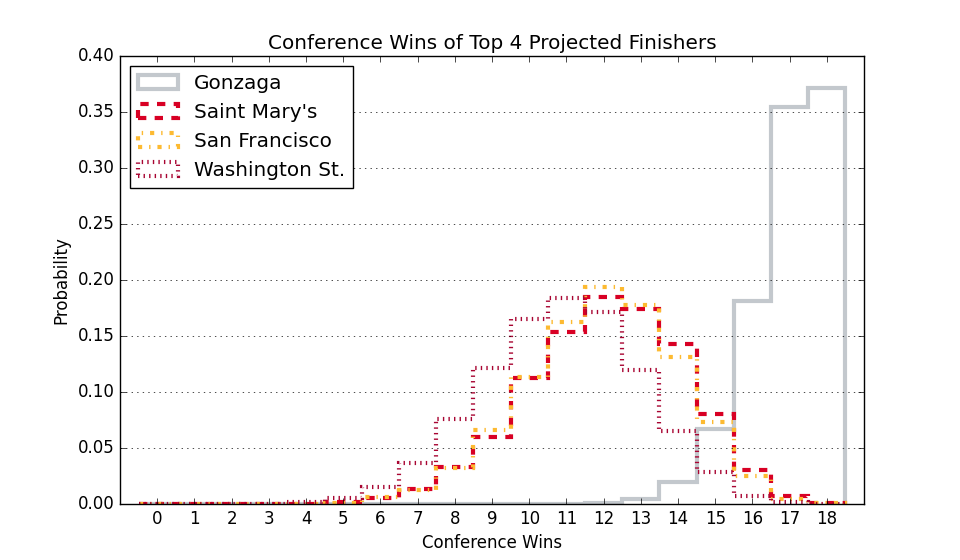 Conference Wins of Top 4 Projected Finishers
Gonzaga
Saint Mary's
San Francisco
Washington St.
0.40
0.35
0.30
0.25
0.20
0.15
0.10
0.05
0.00
Probability
0 1 2 3 4 5 6 7 8 9 10 11 12 13 14 15 16 17 18
Conference Wins